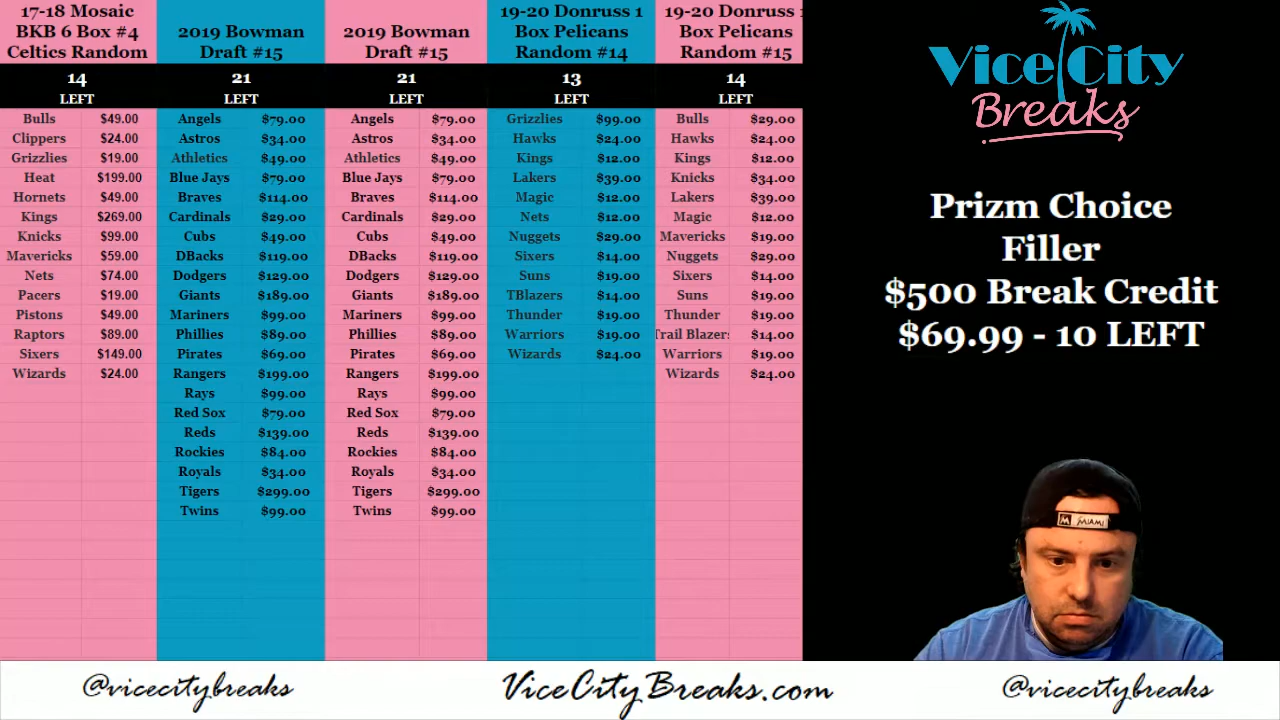 17-18 Mosaic
BKB 6 Box #4
Celtics Random
14
LEFT
Bulls $49.00
Clippers $24.00
Grizzlies $19.00
Heat $199.00
Hornets $49.00
Kings $269.00
Knicks $99.00
Mavericks $59.00
Nets $74.00
Pacers $19.00
Pistons $49.00
Raptors $89.00
Sixers $149.00
Wizards $24.00
2019 Bowman
Draft #15
21
LEFT
Angels $79.00
Astros $34.00
Athletics $49.00
Blue Jays $79.00
Braves $114.00
Cardinals $29.00
Cubs $49.00
DBacks $119.00
Dodgers $129.00
Giants $189.00
Mariners $99.00
Phillies $89.00
Pirates $69.00
Rangers $199.00
Rays $99.00
Red Sox $79.00
Reds $139.00
Rockies $84.00
Royals $34.00
Tigers $299.00
Twins $99.00
2019 Bowman
Draft #15
21
LEFT
Angels $79.00
Astros $34.00
Athletics $49.00
Blue Jays $79.00
Braves $114.00
Cardinals $29.00
Cubs $49.00
DBacks $119.00
Dodgers $129.00
Giants $189.00
Mariners $99.00
Phillies $89.00
Pirates $69.00
Rangers $199.00
Rays $99.00
Red Sox $79.00
Reds $139.00
Rockies $84.00
Royals $34.00
Tigers $299.00
Twins $99.00
19-20 Donruss 1
Box Pelicans
Random #14
13
LEFT
Grizzlies $99.00
Hawks $24.00
Kings $12.00
Lakers $39.00
Magic $12.00
Nets $12.00
Nuggets $29.00
Sixers $14.00
Suns $19.00
TBlazers $14.00
Thunder $19.00
Warriors $19.00
Wizards $24.00
19-20 Donruss 1
Box Pelicans
Random #15
14
LEFT
Bulls $29.00
Hawks $24.00
Kings $12.00
Knicks $34.00
Lakers $39.00
Magic $12.00
Mavericks $19.00
Nuggets $29.00
Sixers $14.00
Suns $19.00
Thunder $19.00
Trail Blazers $14.00
Warriors $19.00
Wizards $24.00
Vice City
Breaks
Prizm Choice
Filler
$500 Break Credit
$69.99 - 10 LEFT
M MIAMI
@vicecitybreaks
ViceCityBreaks.com
@vicecitybreaks